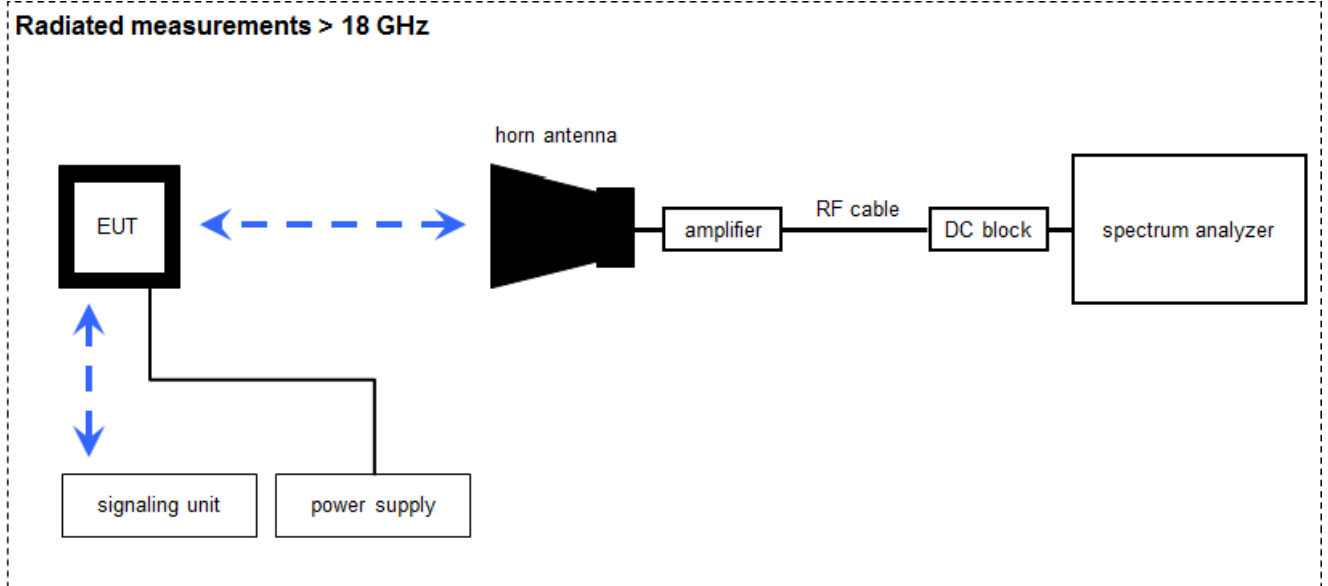 Radiated measurements > 18 GHz
horn antenna
EUT
amplifier
RF cable
DC block
spectrum analyzer
signaling unit
power supply